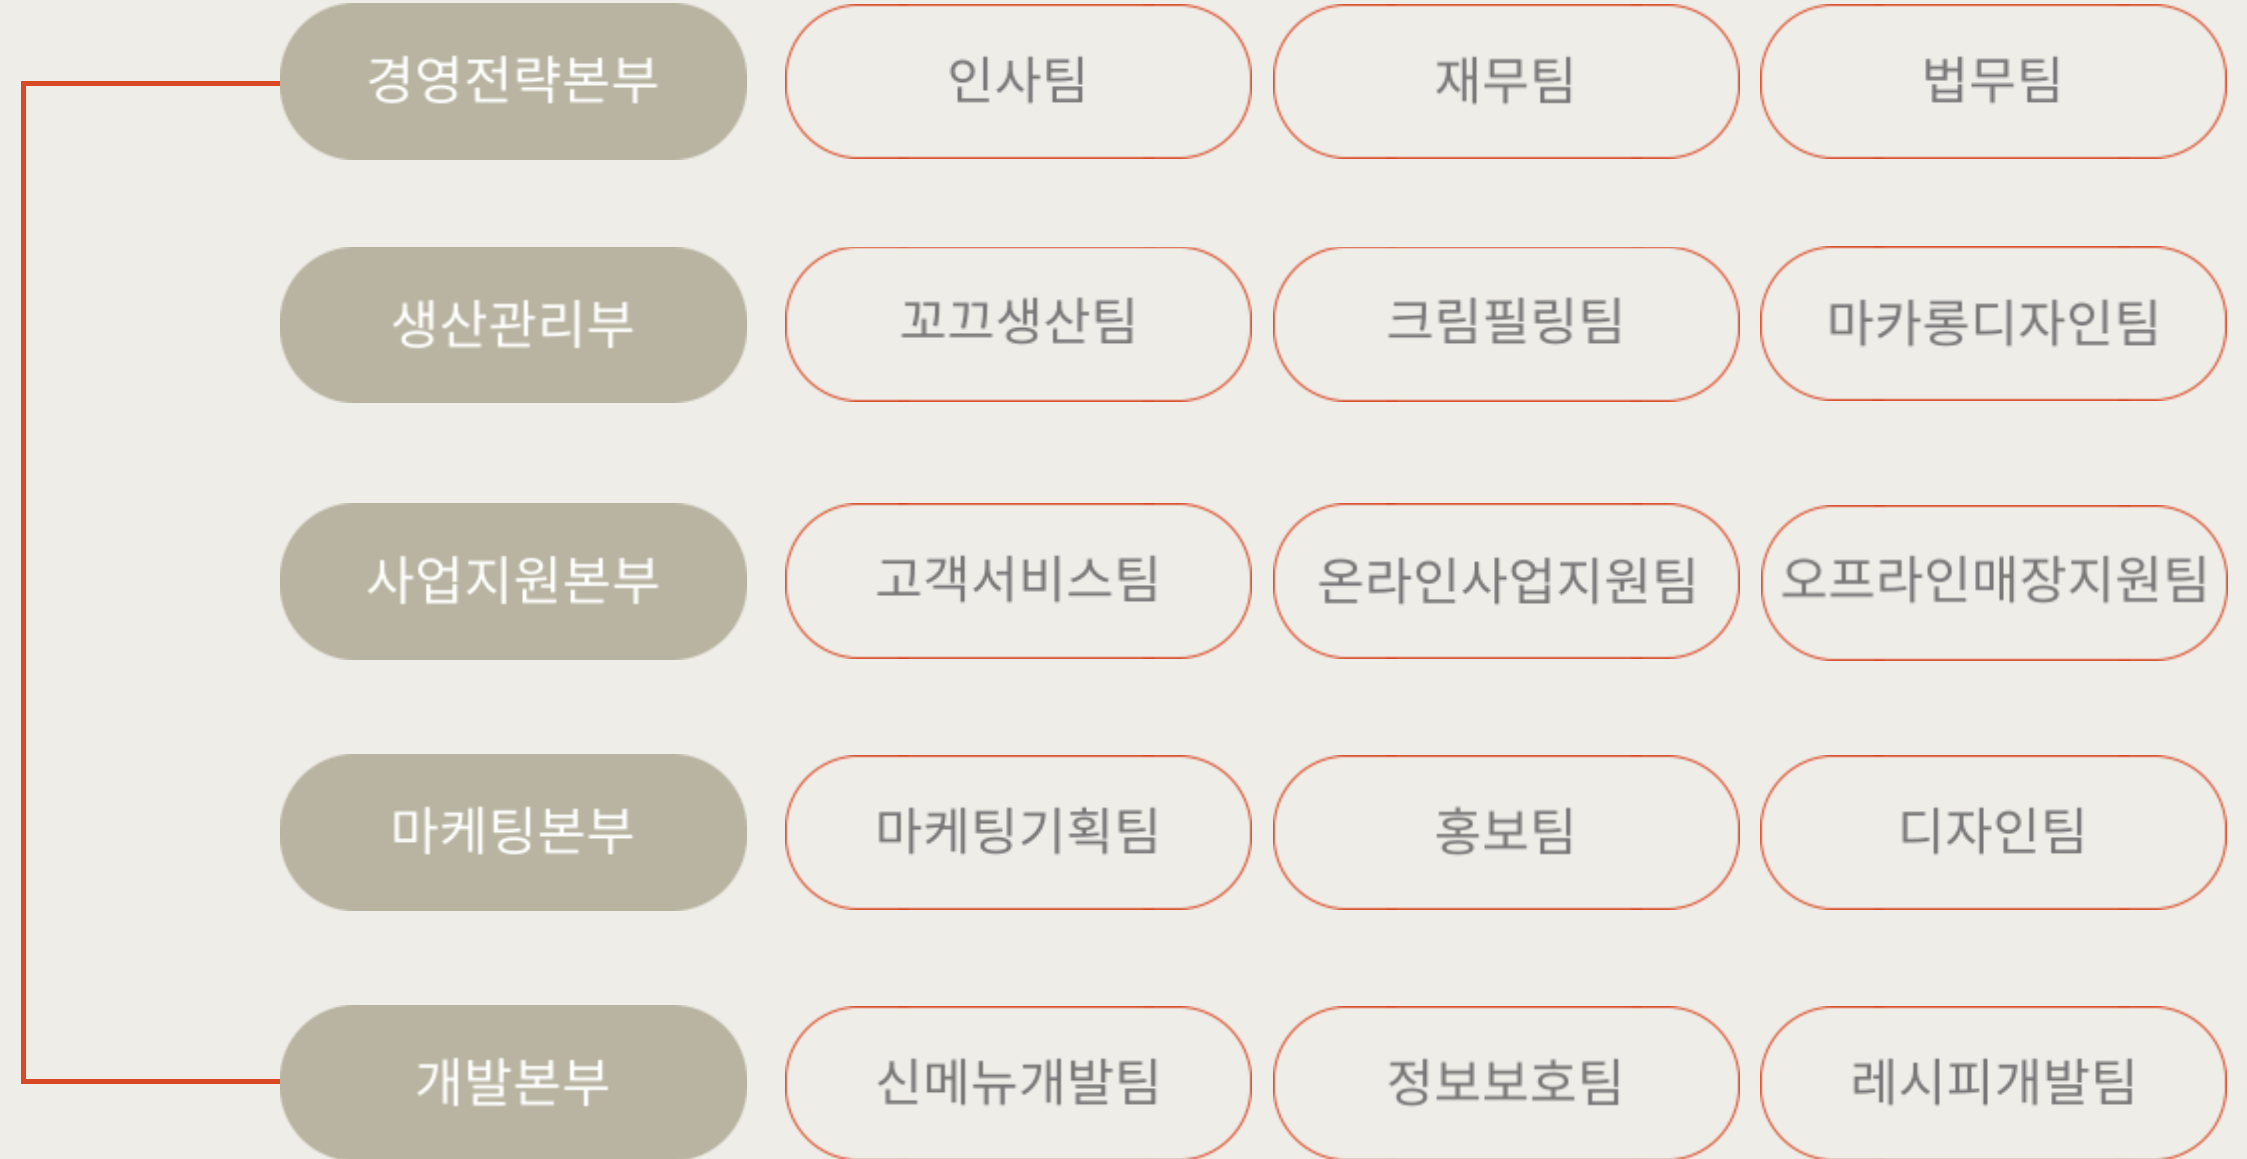 경영전략본부 인사팀 재무팀 법무팀
생산관리부 꼬끄생산팀 크림필링팀 마카롱디자인팀
사업지원본부 고객서비스팀 온라인사업지원팀 오프라인매장지원팀
마케팅본부 마케팅기획팀 홍보팀 디자인팀
개발본부 신메뉴개발팀 정보보호팀 레시피개발팀